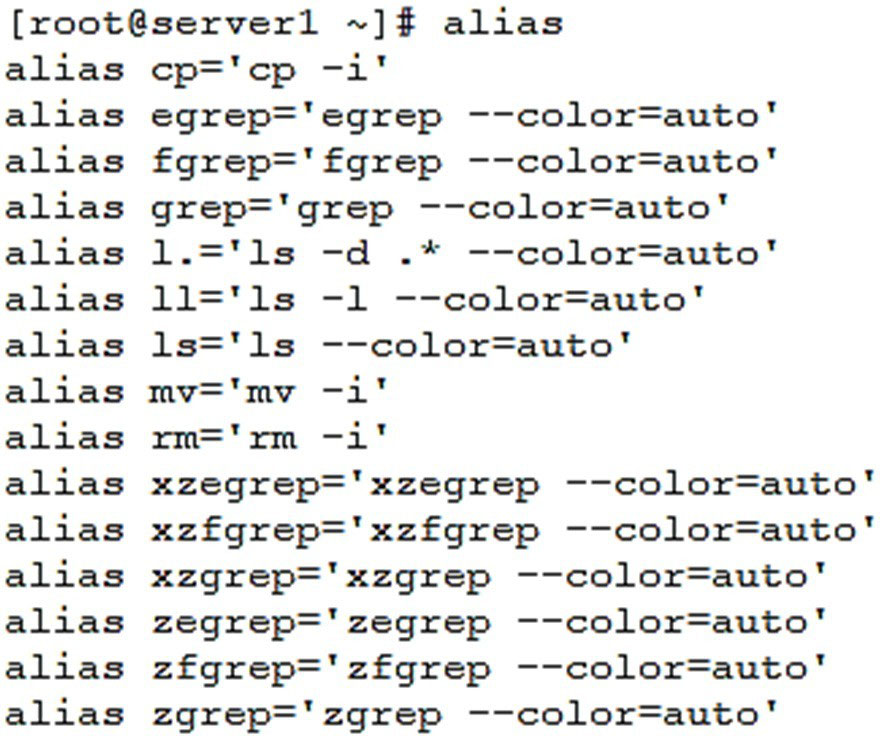 [root@server1 ~]# alias
alias cp='cp -i'
alias egrep='egrep --color=auto'
alias fgrep='fgrep --color=auto'
alias grep='grep --color=auto'
alias l.='ls -d .* --color=auto'
alias ll='ls -l --color=auto'
alias ls='ls --color=auto'
alias mv='mv -i'
alias rm='rm -i'
alias xzegrep='xzegrep --color=auto'
alias xzfgrep='xzfgrep --color=auto'
alias xzgrep='xzgrep --color=auto'
alias zegrep='zegrep --color=auto'
alias zfgrep='zfgrep --color=auto'
alias zgrep='zgrep --color=auto'